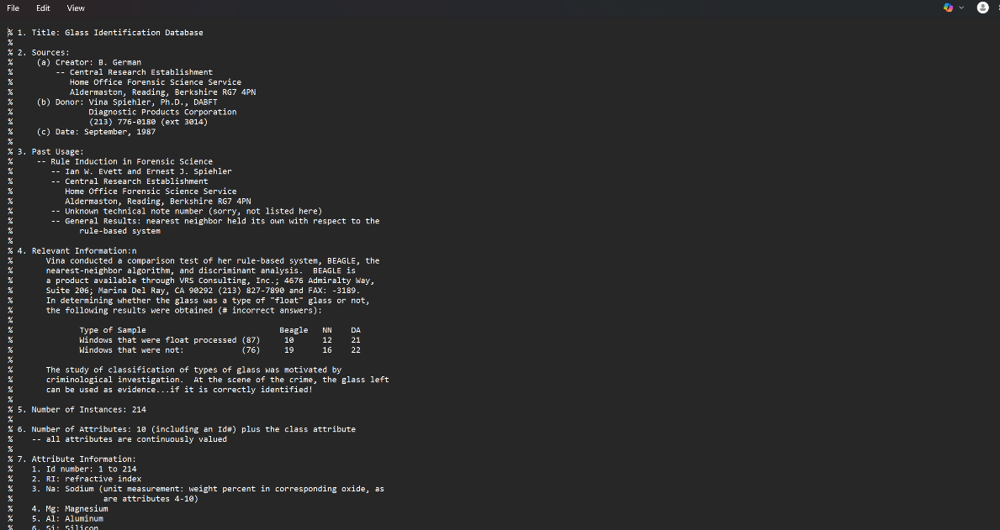 File Edit View
% 1. Title: Glass Identification Database
%
% 2. Sources:
%     (a) Creator: B. German
%         -- Central Research Establishment
%            Home Office Forensic Science Service
%            Aldermaston, Reading, Berkshire RG7 4PN
%     (b) Donor: Vina Spiehler, Ph.D., DABFT
%                Diagnostic Products Corporation
%                (213) 776-0180 (ext 3014)
%     (c) Date: September, 1987
%
% 3. Past Usage:
%     -- Rule Induction in Forensic Science
%        -- Ian W. Evett and Ernest J. Spiehler
%        -- Central Research Establishment
%           Home Office Forensic Science Service
%           Aldermaston, Reading, Berkshire RG7 4PN
%        -- Unknown technical note number (sorry, not listed here)
%        -- General Results: nearest neighbor held its own with respect to the
%              rule-based system
%
% 4. Relevant Information:n
%       Vina conducted a comparison test of her rule-based system, BEAGLE, the
%       nearest-neighbor algorithm, and discriminant analysis.  BEAGLE is
%       a product available through VRS Consulting, Inc.; 4676 Admiralty Way,
%       Suite 206; Marina Del Ray, CA 90292 (213) 827-7890 and FAX: -3189.
%       In determining whether the glass was a type of "float" glass or not,
%       the following results were obtained (# incorrect answers):
%
%              Type of Sample                            Beagle   NN    DA
%              Windows that were float processed (87)     10      12    21
%              Windows that were not:            (76)     19      16    22
%
%       The study of classification of types of glass was motivated by
%       criminological investigation.  At the scene of the crime, the glass left
%       can be used as evidence...if it is correctly identified!
%
% 5. Number of Instances: 214
%
% 6. Number of Attributes: 10 (including an Id#) plus the class attribute
%    -- all attributes are continuously valued
%
% 7. Attribute Information:
%    1. Id number: 1 to 214
%    2. RI: refractive index
%    3. Na: Sodium (unit measurement: weight percent in corresponding oxide, as
%                   are attributes 4-10)
%    4. Mg: Magnesium
%    5. Al: Aluminum
%    6. Si: Silicon